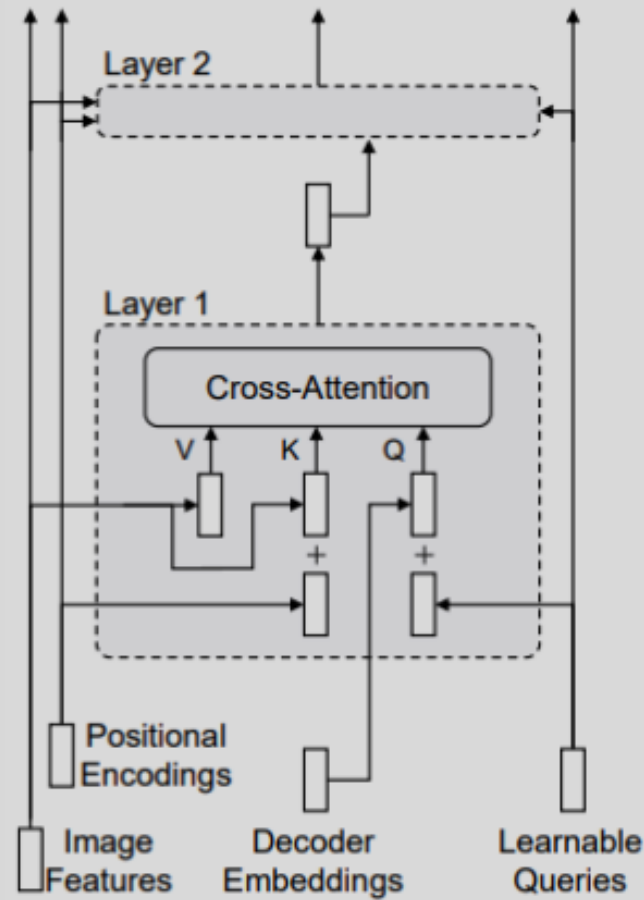 Layer 2
Layer 1
Cross-Attention
V K Q
+ +
Positional
Encodings
Image
Features
Decoder
Embeddings
Learnable
Queries